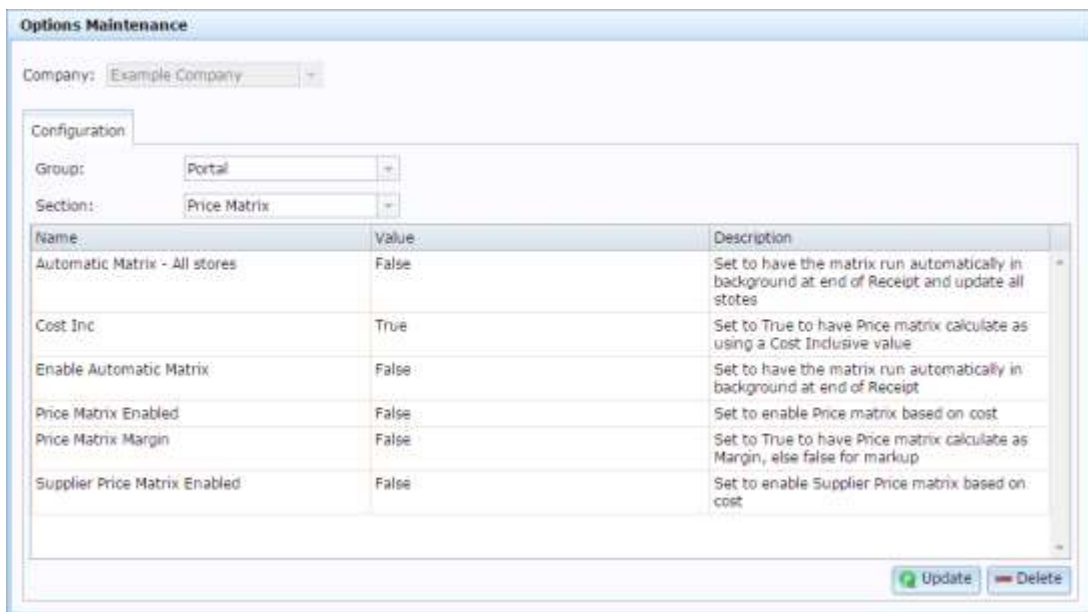 Options Maintenance
Company: Example Company
Configuration
Group: Portal
Section: Price Matrix
Name Value Description
Automatic Matrix - All stores False Set to have the matrix run automatically in
background at end of Receipt and update all
stotes
Cost Inc True Set to True to have Price matrix calculate as
using a Cost Inclusive value
Enable Automatic Matrix False Set to have the matrix run automatically in
background at end of Receipt
Price Matrix Enabled False Set to enable Price matrix based on cost
Price Matrix Margin False Set to True to have Price matrix calculate as
Margin, else false for markup
Supplier Price Matrix Enabled False Set to enable Supplier Price matrix based on
cost
Update Delete